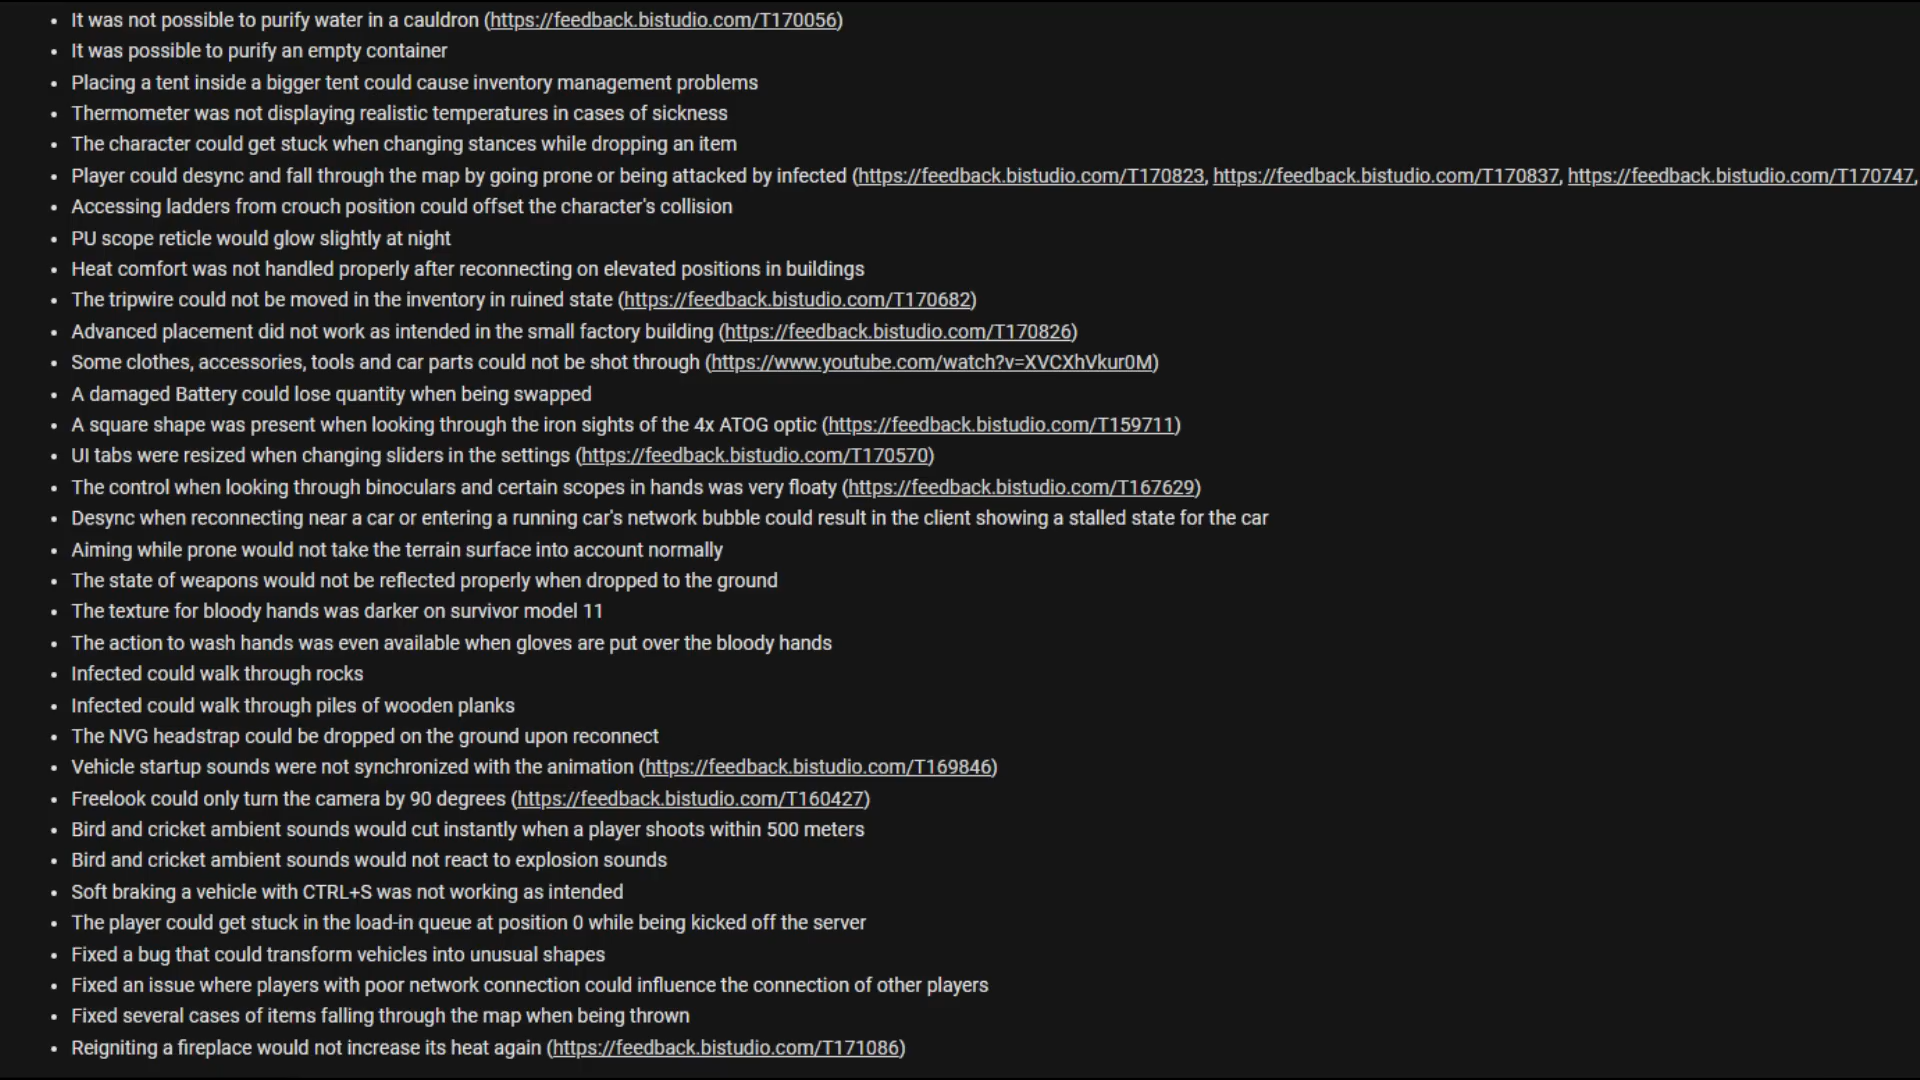 • It was not possible to purify water in a cauldron (https://feedback.bistudio.com/T170056)
• It was possible to purify an empty container
• Placing a tent inside a bigger tent could cause inventory management problems
• Thermometer was not displaying realistic temperatures in cases of sickness
• The character could get stuck when changing stances while dropping an item
• Player could desync and fall through the map by going prone or being attacked by infected (https://feedback.bistudio.com/T170823, https://feedback.bistudio.com/T170837, https://feedback.bistudio.com/T170747,
• Accessing ladders from crouch position could offset the character's collision
• PU scope reticle would glow slightly at night
• Heat comfort was not handled properly after reconnecting on elevated positions in buildings
• The tripwire could not be moved in the inventory in ruined state (https://feedback.bistudio.com/T170682)
• Advanced placement did not work as intended in the small factory building (https://feedback.bistudio.com/T170826)
• Some clothes, accessories, tools and car parts could not be shot through (https://www.youtube.com/watch?v=XVCXhVkur0M)
• A damaged Battery could lose quantity when being swapped
• A square shape was present when looking through the iron sights of the 4x ATOG optic (https://feedback.bistudio.com/T159711)
• UI tabs were resized when changing sliders in the settings (https://feedback.bistudio.com/T170570)
• The control when looking through binoculars and certain scopes in hands was very floaty (https://feedback.bistudio.com/T167629)
• Desync when reconnecting near a car or entering a running car's network bubble could result in the client showing a stalled state for the car
• Aiming while prone would not take the terrain surface into account normally
• The state of weapons would not be reflected properly when dropped to the ground
• The texture for bloody hands was darker on survivor model 11
• The action to wash hands was even available when gloves are put over the bloody hands
• Infected could walk through rocks
• Infected could walk through piles of wooden planks
• The NVG headstrap could be dropped on the ground upon reconnect
• Vehicle startup sounds were not synchronized with the animation (https://feedback.bistudio.com/T169846)
• Freelook could only turn the camera by 90 degrees (https://feedback.bistudio.com/T160427)
• Bird and cricket ambient sounds would cut instantly when a player shoots within 500 meters
• Bird and cricket ambient sounds would not react to explosion sounds
• Soft braking a vehicle with CTRL+S was not working as intended
• The player could get stuck in the load-in queue at position 0 while being kicked off the server
• Fixed a bug that could transform vehicles into unusual shapes
• Fixed an issue where players with poor network connection could influence the connection of other players
• Fixed several cases of items falling through the map when being thrown
• Reigniting a fireplace would not increase its heat again (https://feedback.bistudio.com/T171086)